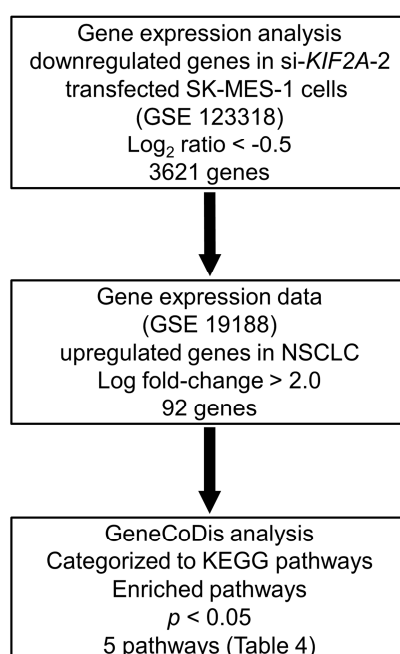 Gene expression analysis
downregulated genes in si-KIF2A-2
transfected SK-MES-1 cells
(GSE 123318)
Log₂ ratio < -0.5
3621 genes
Gene expression data
(GSE 19188)
upregulated genes in NSCLC
Log fold-change > 2.0
92 genes
GeneCoDis analysis
Categorized to KEGG pathways
Enriched pathways
p < 0.05
5 pathways (Table 4)